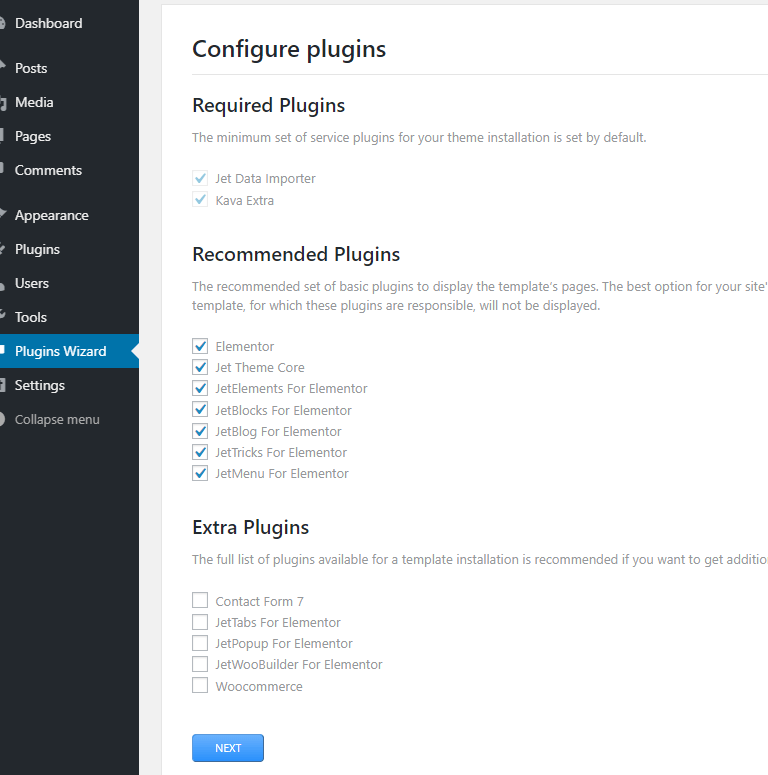 Dashboard
Posts
Media
Pages
Comments
Appearance
Plugins
Users
Tools
Plugins Wizard
Settings
Collapse menu
Configure plugins
Required Plugins
The minimum set of service plugins for your theme installation is set by default.
Jet Data Importer
Kava Extra
Recommended Plugins
The recommended set of basic plugins to display the template's pages. The best option for your site'
template, for which these plugins are responsible, will not be displayed.
Elementor
Jet Theme Core
JetElements For Elementor
JetBlocks For Elementor
JetBlog For Elementor
JetTricks For Elementor
JetMenu For Elementor
Extra Plugins
The full list of plugins available for a template installation is recommended if you want to get additio
Contact Form 7
JetTabs For Elementor
JetPopup For Elementor
JetWooBuilder For Elementor
Woocommerce
NEXT